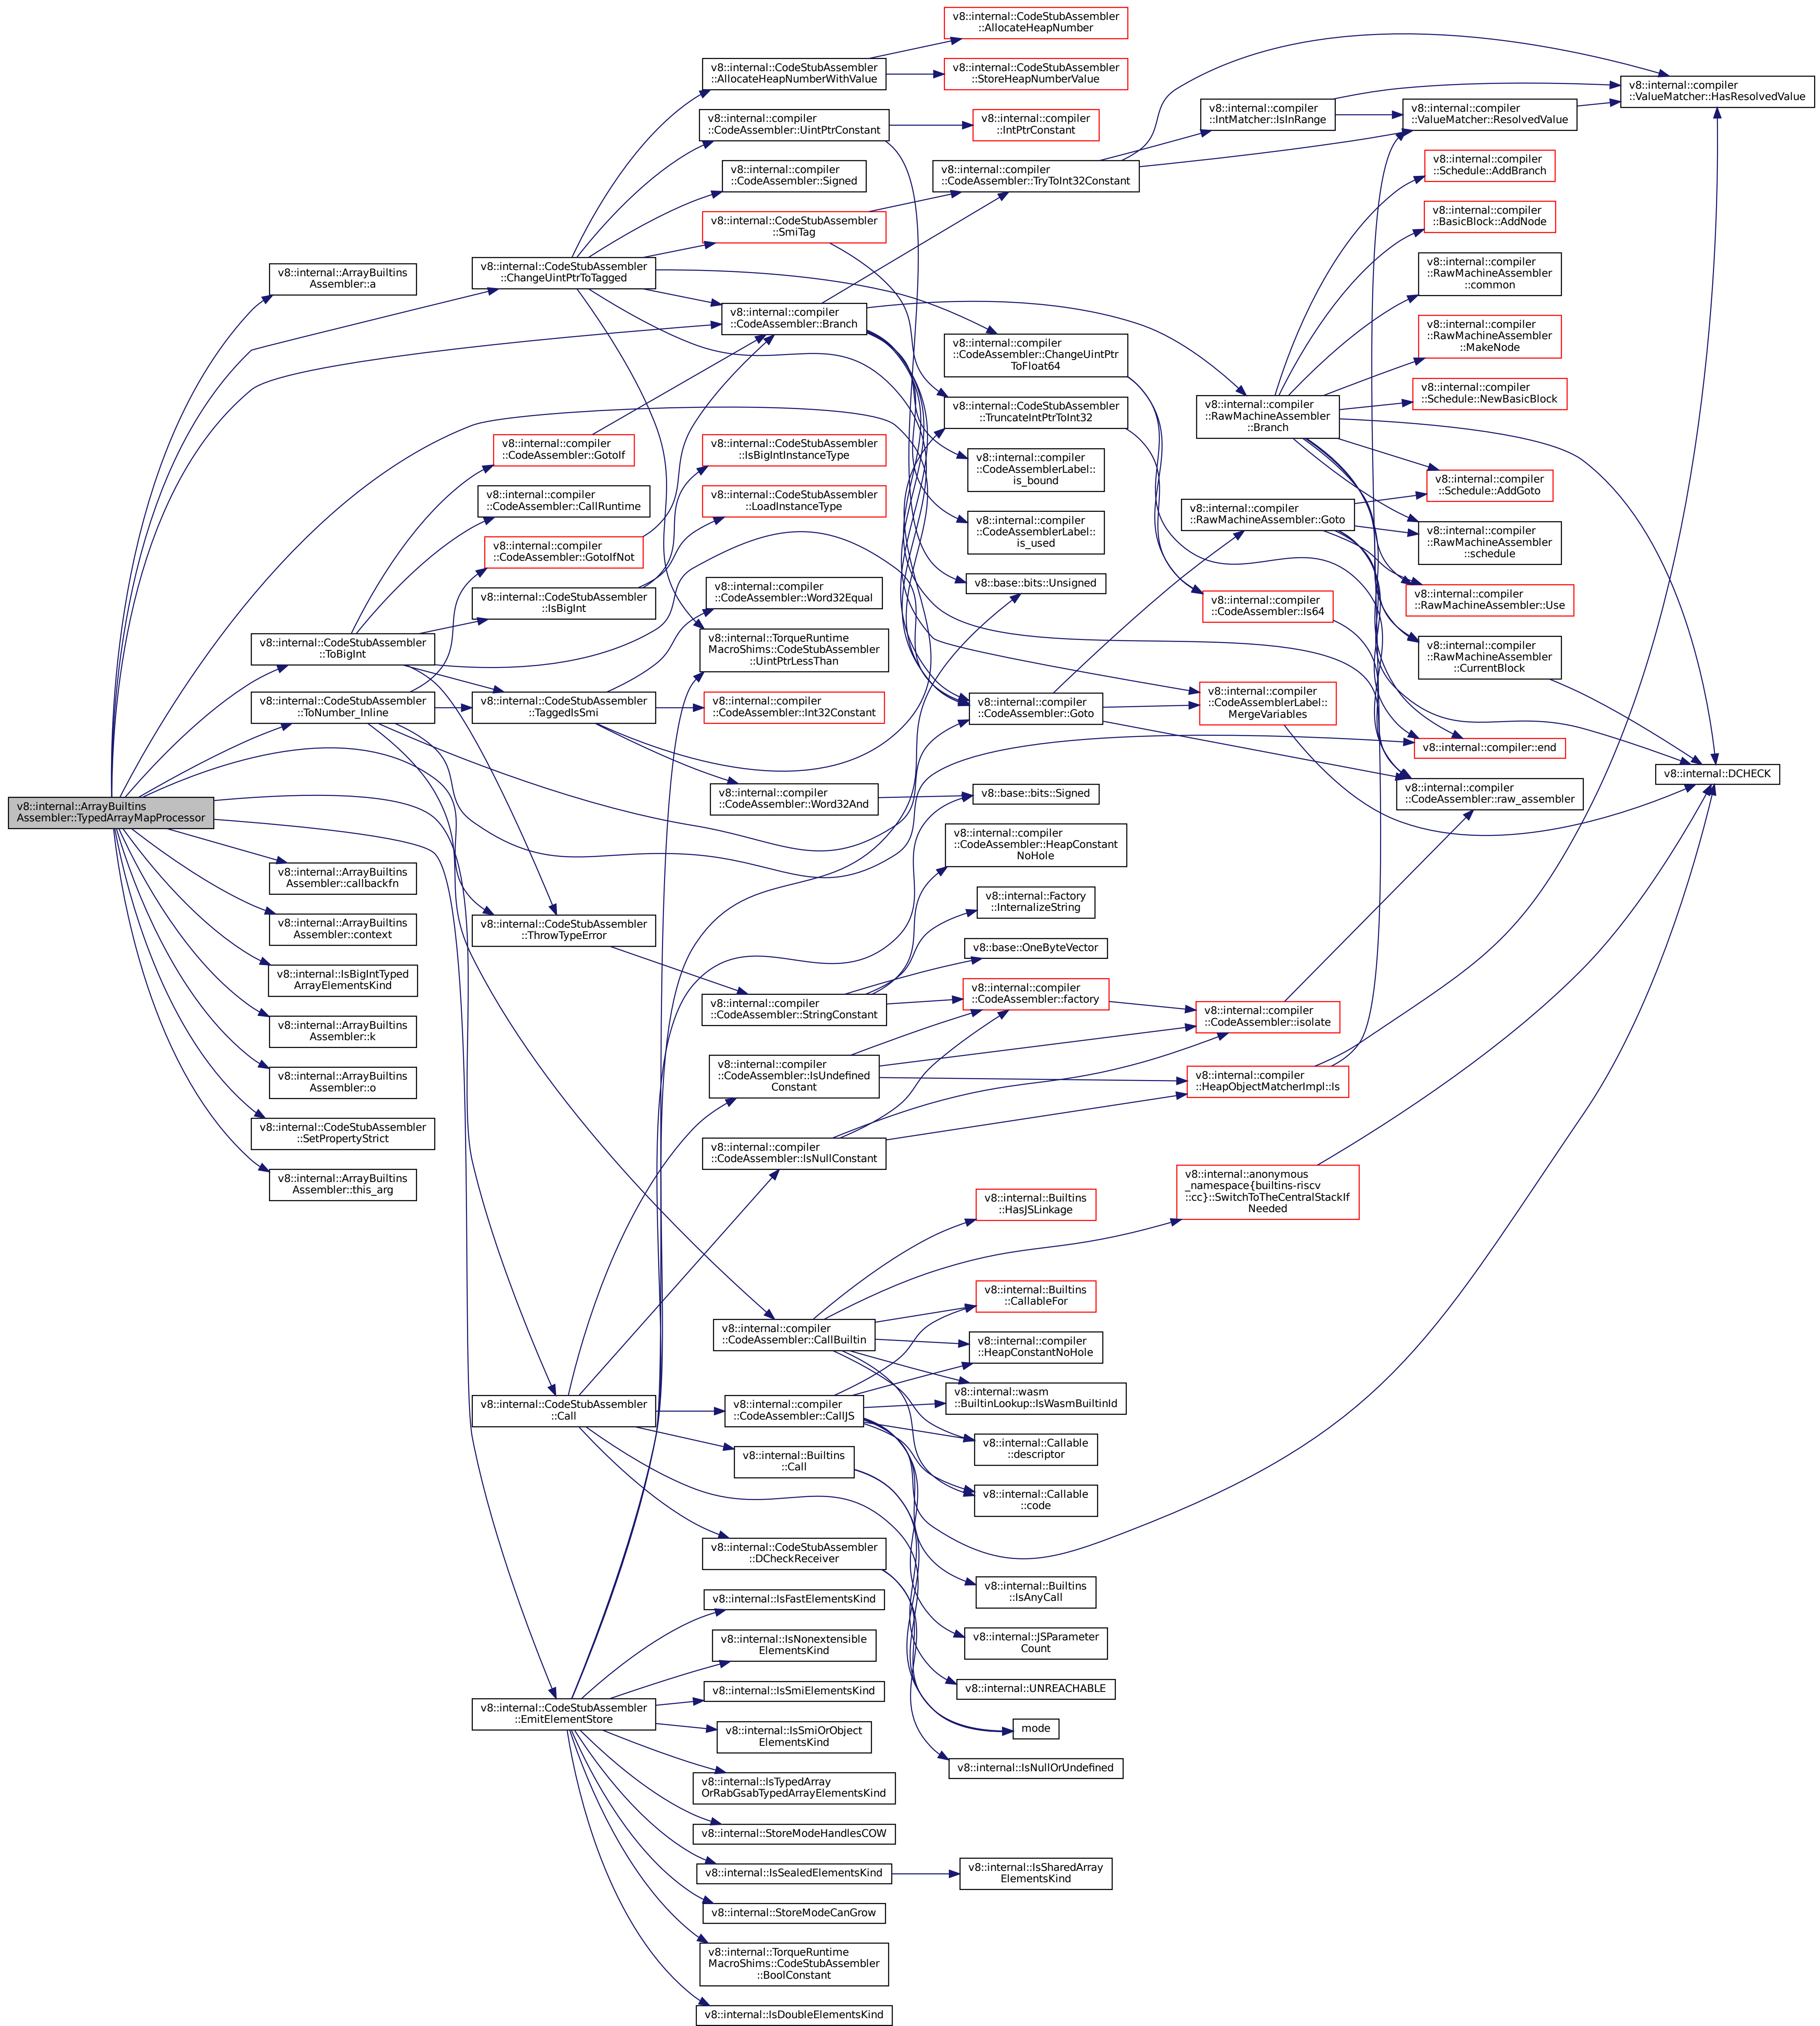 v8::internal::ArrayBuiltins
Assembler::TypedArrayMapProcessor
v8::internal::ArrayBuiltins
Assembler::a
v8::internal::CodeStubAssembler
::ToBigInt
v8::internal::CodeStubAssembler
::ToNumber_Inline
v8::internal::ArrayBuiltins
Assembler::callbackfn
v8::internal::ArrayBuiltins
Assembler::context
v8::internal::IsBigIntTyped
ArrayElementsKind
v8::internal::ArrayBuiltins
Assembler::k
v8::internal::ArrayBuiltins
Assembler::o
v8::internal::CodeStubAssembler
::SetPropertyStrict
v8::internal::ArrayBuiltins
Assembler::this_arg
v8::internal::CodeStubAssembler
::ChangeUintPtrToTagged
v8::internal::compiler
::CodeAssembler::GotoIf
v8::internal::compiler
::CodeAssembler::CallRuntime
v8::internal::compiler
::CodeAssembler::GotoIfNot
v8::internal::CodeStubAssembler
::IsBigInt
v8::internal::CodeStubAssembler
::TaggedIsSmi
v8::internal::CodeStubAssembler
::ThrowTypeError
v8::internal::CodeStubAssembler
::Call
v8::internal::CodeStubAssembler
::EmitElementStore
v8::internal::CodeStubAssembler
::AllocateHeapNumberWithValue
v8::internal::compiler
::CodeAssembler::UintPtrConstant
v8::internal::compiler
::CodeAssembler::Signed
v8::internal::CodeStubAssembler
::SmiTag
v8::internal::compiler
::CodeAssembler::Branch
v8::internal::CodeStubAssembler
::IsBigIntInstanceType
v8::internal::CodeStubAssembler
::LoadInstanceType
v8::internal::compiler
::CodeAssembler::Word32Equal
v8::internal::TorqueRuntime
MacroShims::CodeStubAssembler
::UintPtrLessThan
v8::internal::compiler
::CodeAssembler::Int32Constant
v8::internal::compiler
::CodeAssembler::Word32And
v8::internal::compiler
::CodeAssembler::StringConstant
v8::internal::compiler
::CodeAssembler::IsUndefined
Constant
v8::internal::compiler
::CodeAssembler::IsNullConstant
v8::internal::compiler
::CodeAssembler::CallBuiltin
v8::internal::compiler
::CodeAssembler::CallJS
v8::internal::Builtins
::Call
v8::internal::CodeStubAssembler
::DCheckReceiver
v8::internal::IsFastElementsKind
v8::internal::IsNonextensible
ElementsKind
v8::internal::IsSmiElementsKind
v8::internal::IsSmiOrObject
ElementsKind
v8::internal::IsTypedArray
OrRabGsabTypedArrayElementsKind
v8::internal::StoreModeHandlesCOW
v8::internal::IsSealedElementsKind
v8::internal::StoreModeCanGrow
v8::internal::TorqueRuntime
MacroShims::CodeStubAssembler
::BoolConstant
v8::internal::IsDoubleElementsKind
v8::internal::CodeStubAssembler
::AllocateHeapNumber
v8::internal::CodeStubAssembler
::StoreHeapNumberValue
v8::internal::compiler
::IntPtrConstant
v8::internal::compiler
::CodeAssembler::TryToInt32Constant
v8::internal::compiler
::CodeAssembler::ChangeUintPtr
ToFloat64
v8::internal::CodeStubAssembler
::TruncateIntPtrToInt32
v8::internal::compiler
::CodeAssemblerLabel::
is_bound
v8::internal::compiler
::CodeAssemblerLabel::
is_used
v8::base::bits::Unsigned
v8::internal::compiler
::CodeAssembler::Goto
v8::base::bits::Signed
v8::internal::compiler
::CodeAssembler::HeapConstant
NoHole
v8::internal::Factory
::InternalizeString
v8::base::OneByteVector
v8::internal::compiler
::CodeAssembler::factory
v8::internal::Builtins
::HasJSLinkage
v8::internal::Builtins
::CallableFor
v8::internal::compiler
::HeapConstantNoHole
v8::internal::wasm
::BuiltinLookup::IsWasmBuiltinId
v8::internal::Callable
::descriptor
v8::internal::Callable
::code
v8::internal::Builtins
::IsAnyCall
v8::internal::JSParameter
Count
v8::internal::UNREACHABLE
mode
v8::internal::IsNullOrUndefined
v8::internal::IsSharedArray
ElementsKind
v8::internal::compiler
::IntMatcher::IsInRange
v8::internal::compiler
::RawMachineAssembler
::Branch
v8::internal::compiler
::RawMachineAssembler::Goto
v8::internal::compiler
::CodeAssembler::Is64
v8::internal::compiler
::CodeAssemblerLabel::
MergeVariables
v8::internal::compiler
::CodeAssembler::isolate
v8::internal::compiler
::HeapObjectMatcherImpl::Is
v8::internal::anonymous
_namespace{builtins-riscv
::cc}::SwitchToTheCentralStackIf
Needed
v8::internal::compiler
::ValueMatcher::ResolvedValue
v8::internal::compiler
::Schedule::AddBranch
v8::internal::compiler
::BasicBlock::AddNode
v8::internal::compiler
::RawMachineAssembler
::common
v8::internal::compiler
::RawMachineAssembler
::MakeNode
v8::internal::compiler
::Schedule::NewBasicBlock
v8::internal::compiler
::Schedule::AddGoto
v8::internal::compiler
::RawMachineAssembler
::schedule
v8::internal::compiler
::RawMachineAssembler::Use
v8::internal::compiler
::RawMachineAssembler
::CurrentBlock
v8::internal::compiler::end
v8::internal::compiler
::CodeAssembler::raw_assembler
v8::internal::compiler
::ValueMatcher::HasResolvedValue
v8::internal::DCHECK